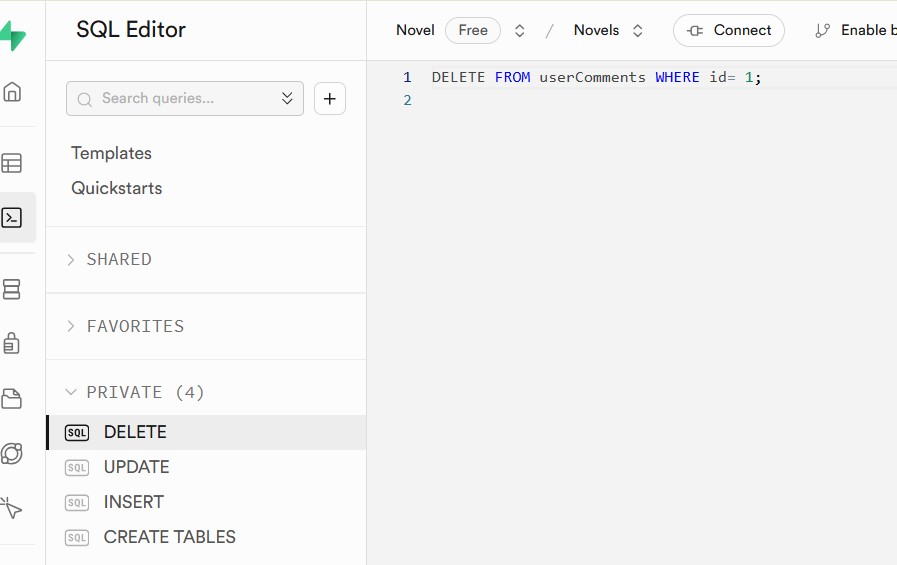 SQL Editor
Novel Free / Novels Connect Enable b
Search queries...
1 DELETE FROM userComments WHERE id= 1;
2
Templates
Quickstarts
SHARED
FAVORITES
PRIVATE (4)
SQL DELETE
SQL UPDATE
SQL INSERT
SQL CREATE TABLES